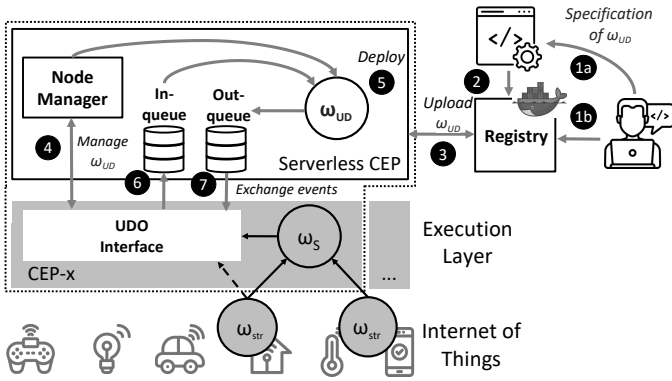 Specification
of ω_UD
</>
1a
Node
Manager
In-
queue
Out-
queue
Deploy
5
ω_UD
2
Upload
ω_UD
Registry
1b
</>
4
Manage
ω_UD
Serverless CEP
3
6
7
Exchange events
UDO
Interface
ω_S
Execution
Layer
CEP-x
...
ω_str
ω_str
Internet of
Things